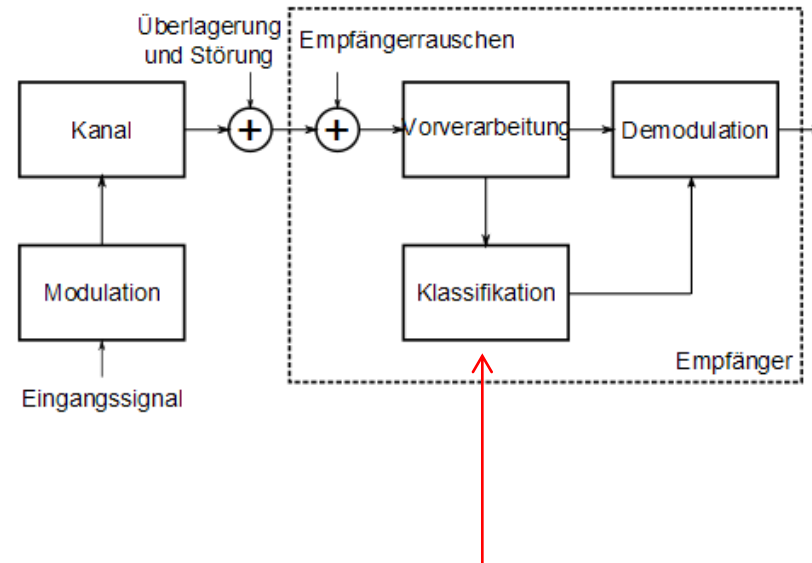 Überlagerung
und Störung
Empfängerrauschen
Kanal
+
+
Vorverarbeitung
Demodulation
Modulation
Klassifikation
Empfänger
Eingangssignal